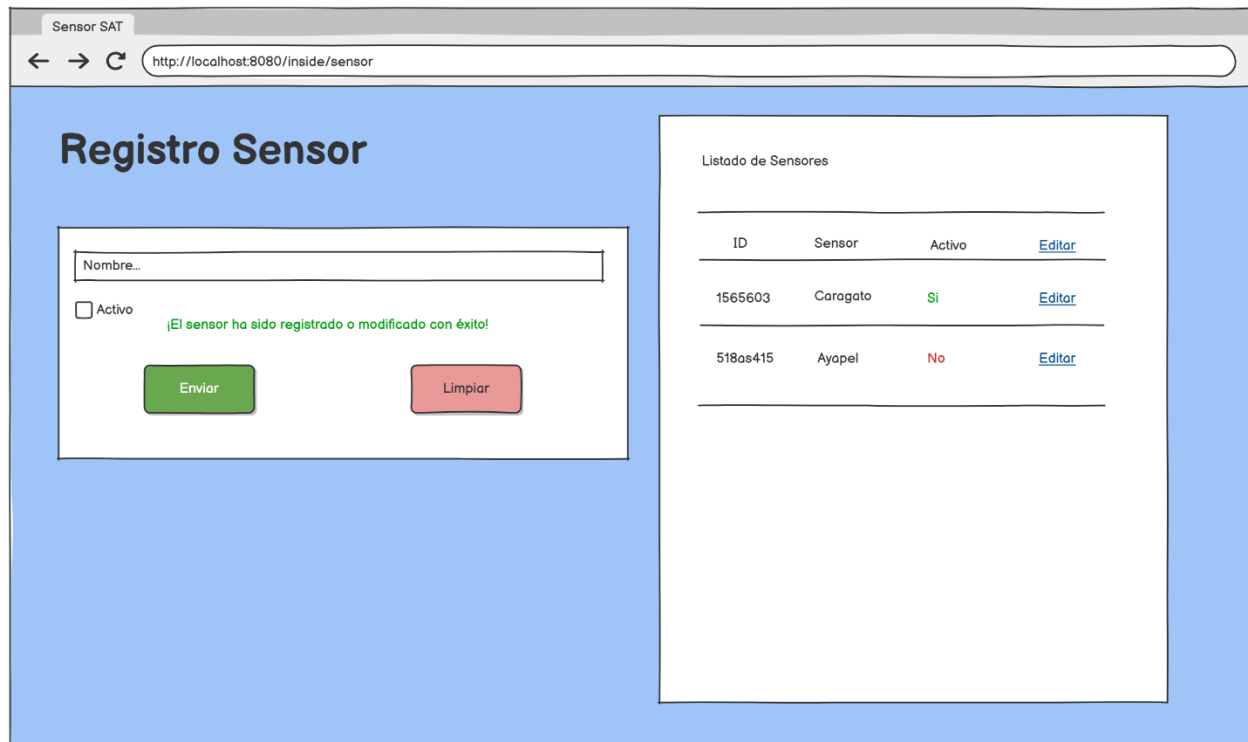 Sensor SAT
http://localhost:8080/inside/sensor
Registro Sensor
Nombre...
Activo
¡El sensor ha sido registrado o modificado con éxito!
Enviar Limpiar
Listado de Sensores
ID Sensor Activo Editar
1565603 Caragato Si Editar
518as415 Ayapel No Editar